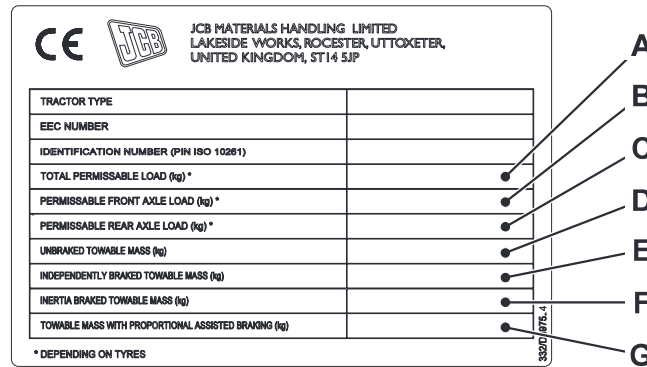 CE JCB
JCB MATERIALS HANDLING LIMITED
LAKESIDE WORKS, ROCESTER, UTTOXETER,
UNITED KINGDOM, ST14 5JP
TRACTOR TYPE
EEC NUMBER
IDENTIFICATION NUMBER (PIN ISO 10261)
TOTAL PERMISSABLE LOAD (kg) * A
PERMISSABLE FRONT AXLE LOAD (kg) * B
PERMISSABLE REAR AXLE LOAD (kg) * C
UNBRAKED TOWABLE MASS (kg) D
INDEPENDENTLY BRAKED TOWABLE MASS (kg) E
INERTIA BRAKED TOWABLE MASS (kg) F
TOWABLE MASS WITH PROPORTIONAL ASSISTED BRAKING (kg) G
* DEPENDING ON TYRES